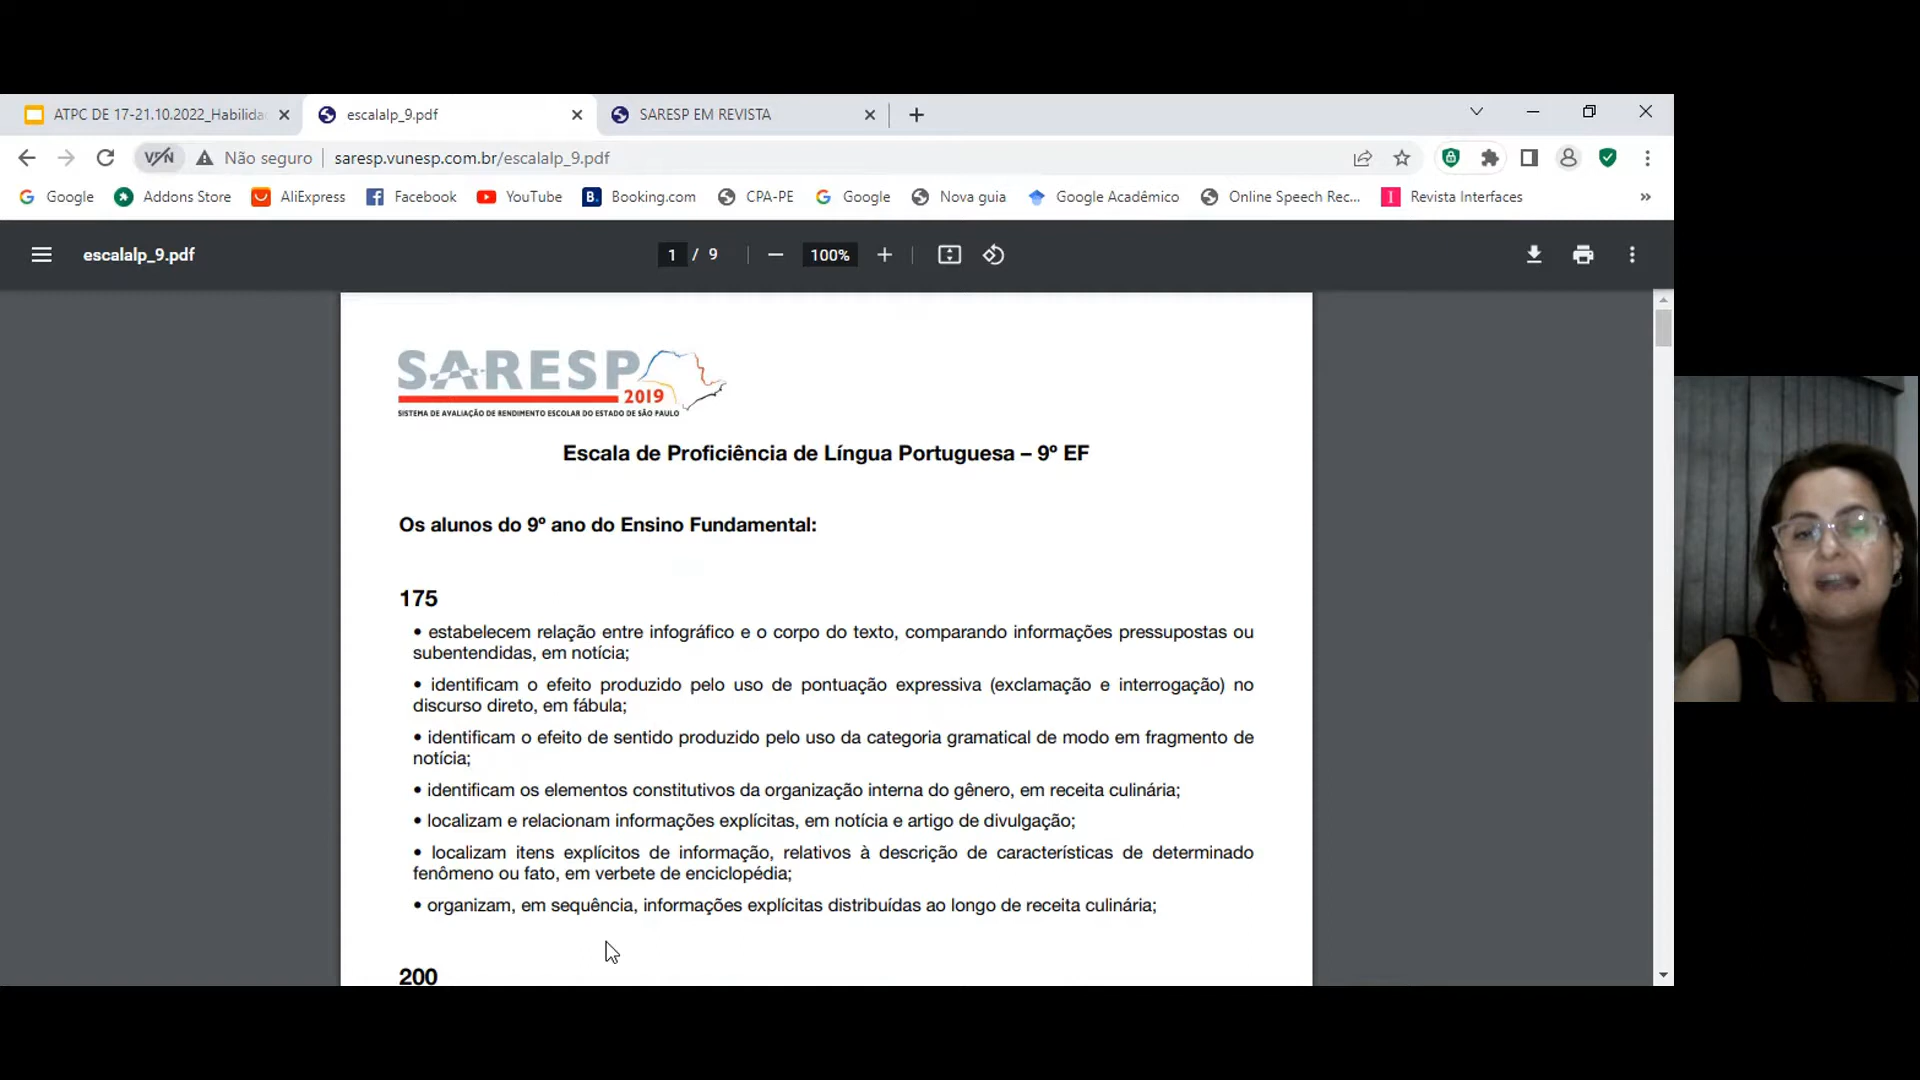 ATPC DE 17-21.10.2022_Habilida
escalalp_9.pdf
SARESP EM REVISTA
VPN
Não seguro
saresp.vunesp.com.br/escalalp_9.pdf
Google
Addons Store
AliExpress
Facebook
YouTube
B.
Booking.com
CPA-PE
Google
Nova guia
Google Acadêmico
Online Speech Rec...
I
Revista Interfaces
»
escalalp_9.pdf
1 / 9
100%
SARESP
2019
SISTEMA DE AVALIAÇÃO DE RENDIMENTO ESCOLAR DO ESTADO DE SÃO PAULO
Escala de Proficiência de Língua Portuguesa – 9º EF
Os alunos do 9º ano do Ensino Fundamental:
175
• estabelecem relação entre infográfico e o corpo do texto, comparando informações pressupostas ou
subentendidas, em notícia;
• identificam o efeito produzido pelo uso de pontuação expressiva (exclamação e interrogação) no
discurso direto, em fábula;
• identificam o efeito de sentido produzido pelo uso da categoria gramatical de modo em fragmento de
notícia;
• identificam os elementos constitutivos da organização interna do gênero, em receita culinária;
• localizam e relacionam informações explícitas, em notícia e artigo de divulgação;
• localizam itens explícitos de informação, relativos à descrição de características de determinado
fenômeno ou fato, em verbete de enciclopédia;
• organizam, em sequência, informações explícitas distribuídas ao longo de receita culinária;
200